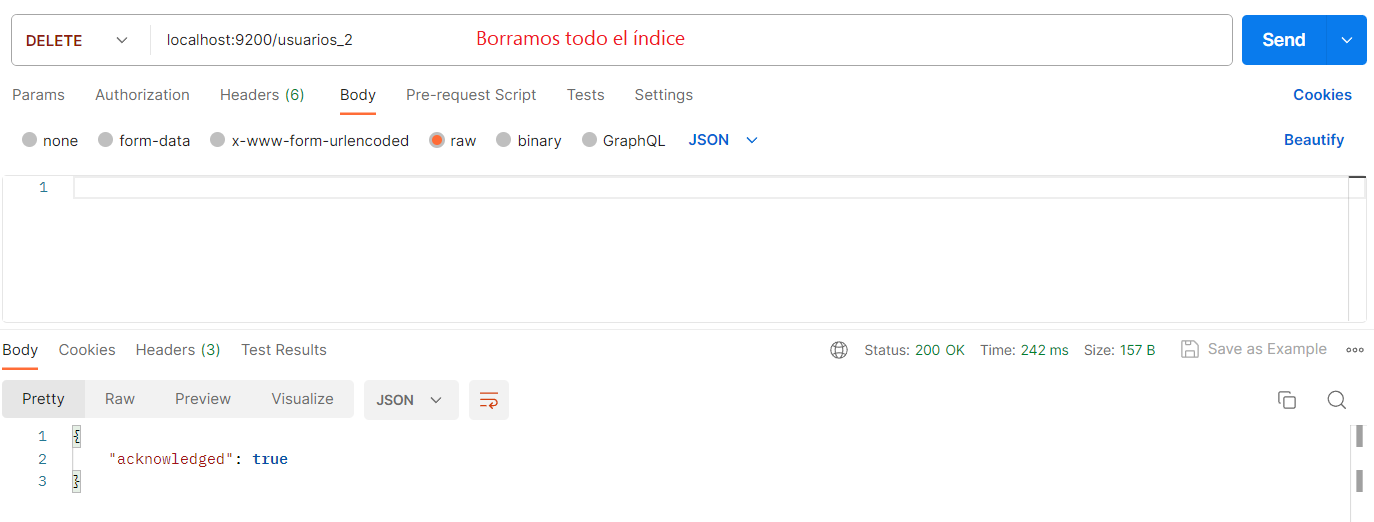 DELETE localhost:9200/usuarios_2 Borramos todo el índice Send
Params Authorization Headers (6) Body Pre-request Script Tests Settings Cookies
none form-data x-www-form-urlencoded raw binary GraphQL JSON Beautify
1
Body Cookies Headers (3) Test Results Status: 200 OK Time: 242 ms Size: 157 B Save as Example
Pretty Raw Preview Visualize JSON
1 {
2 "acknowledged": true
3 }